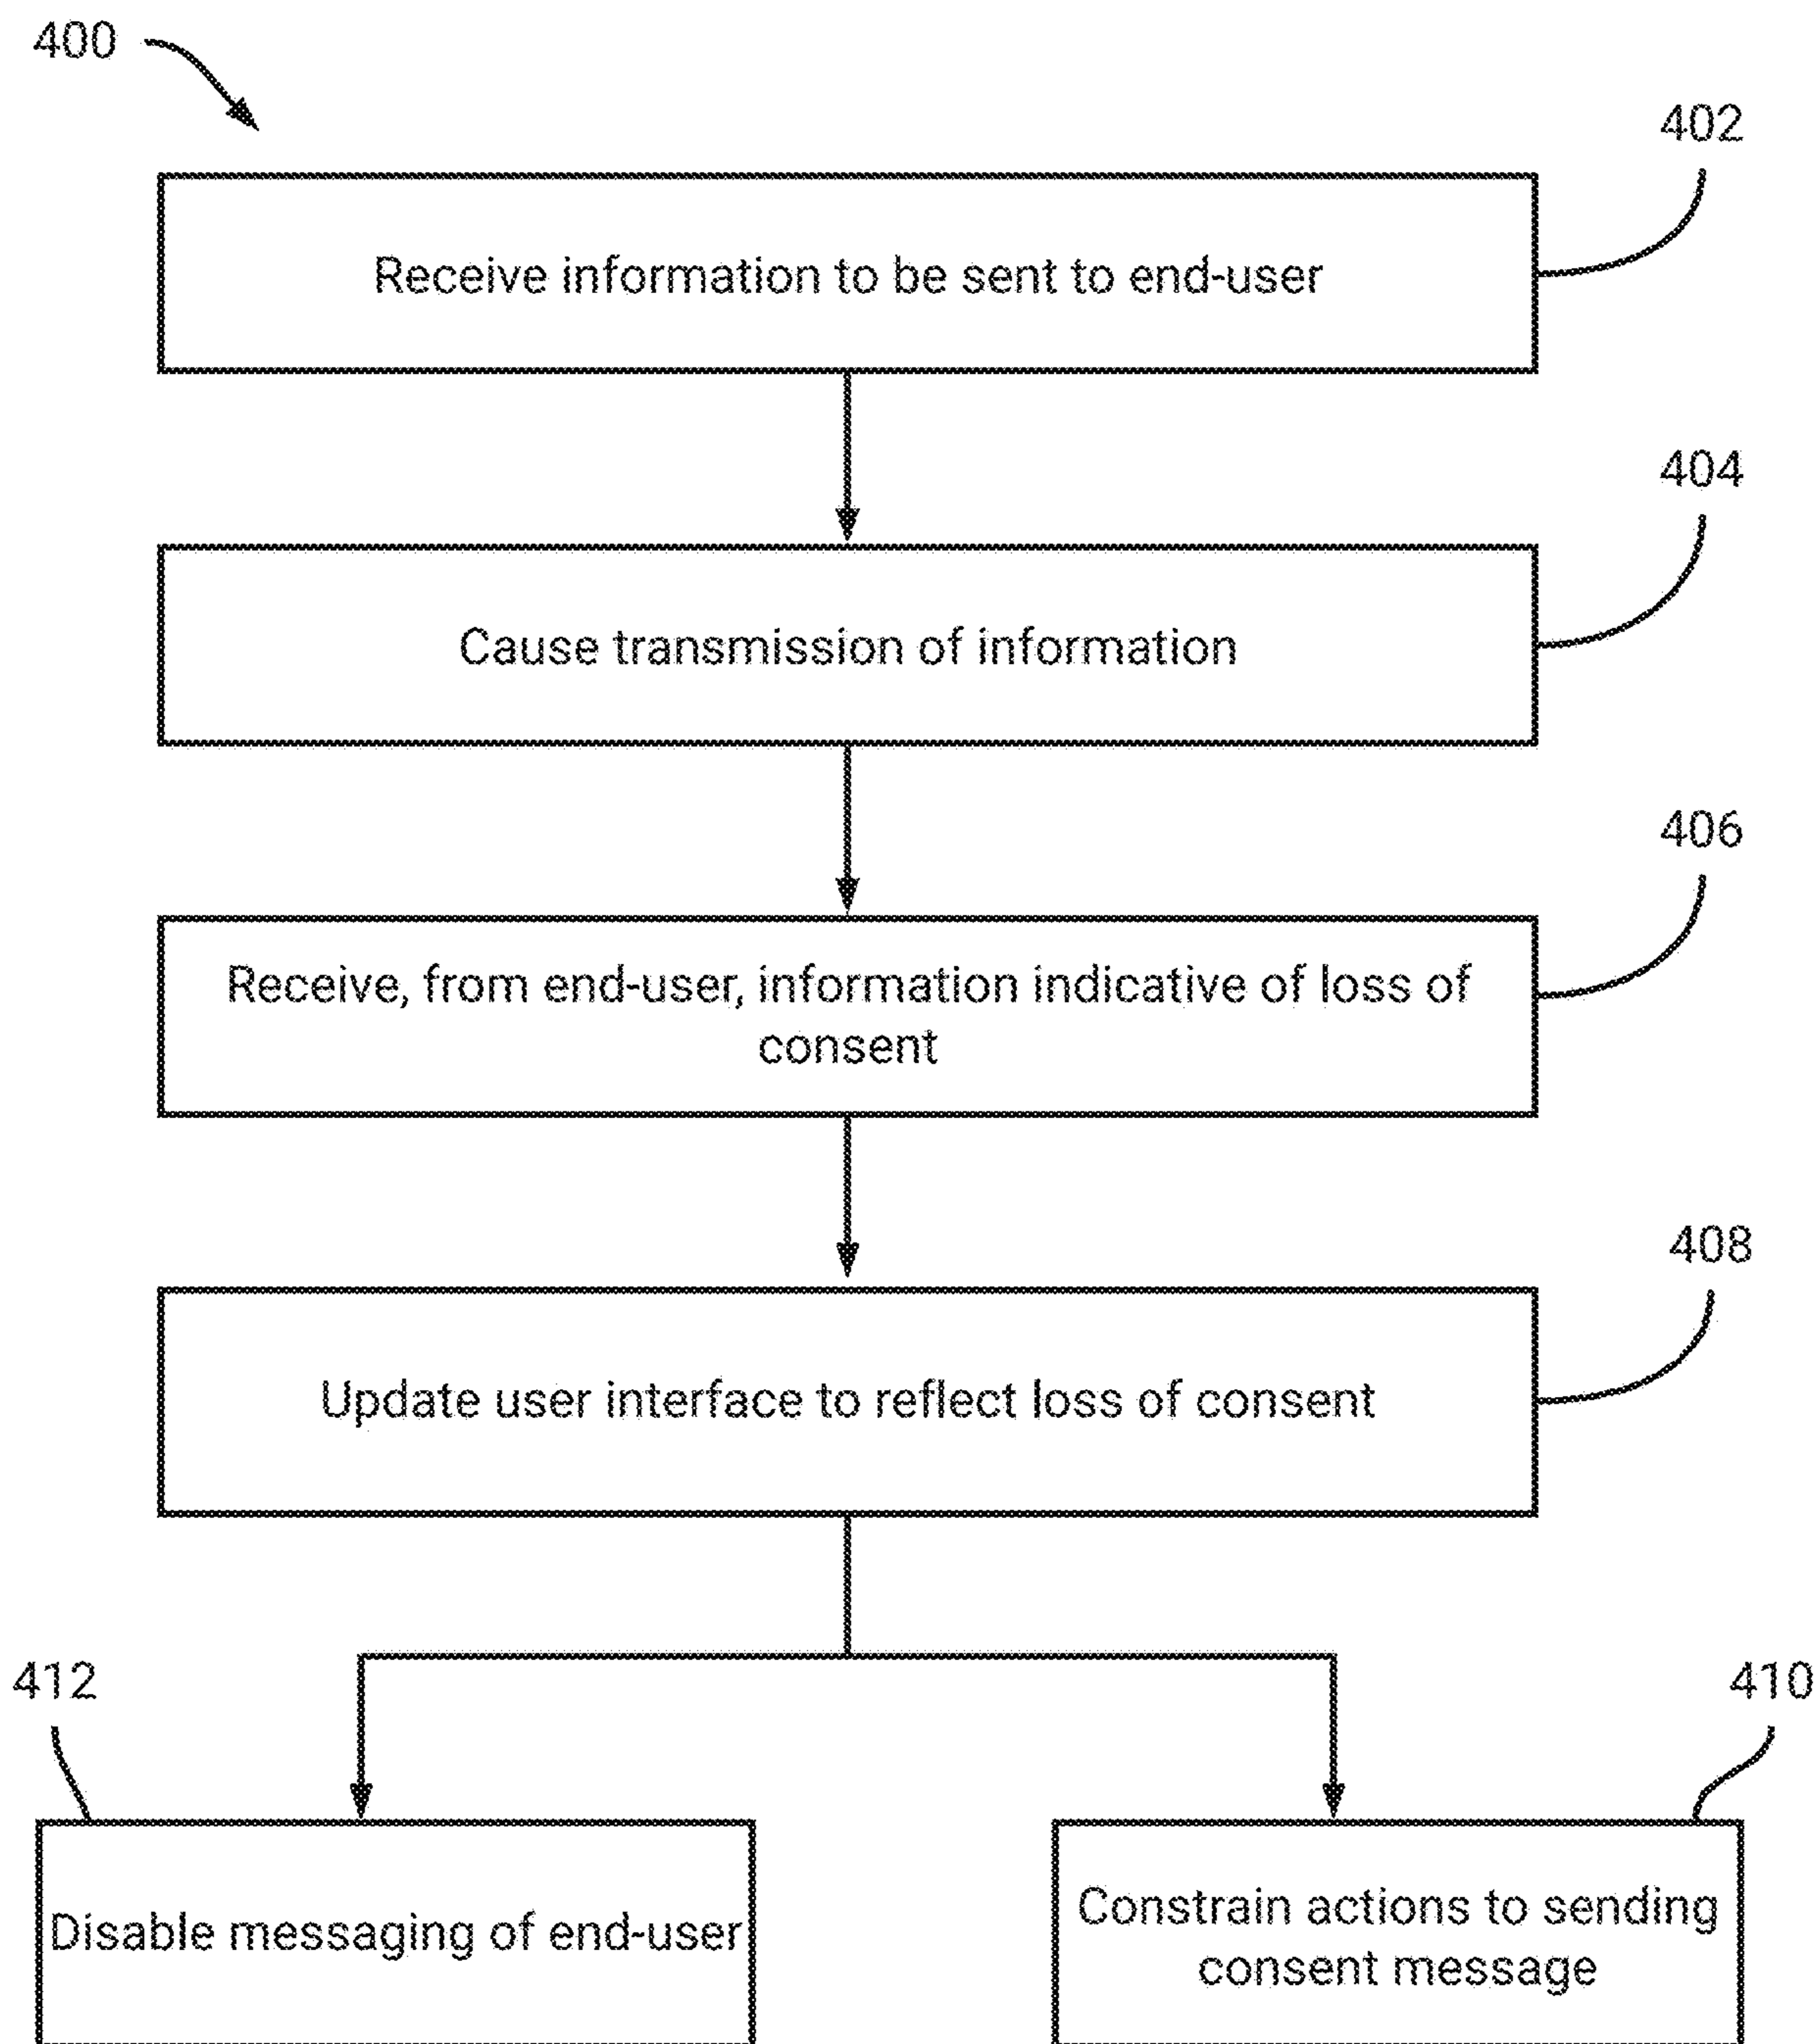 400
402
Receive information to be sent to end-user
404
Cause transmission of information
406
Receive, from end-user, information indicative of loss of
consent
408
Update user interface to reflect loss of consent
412
410
Disable messaging of end-user
Constrain actions to sending
consent message